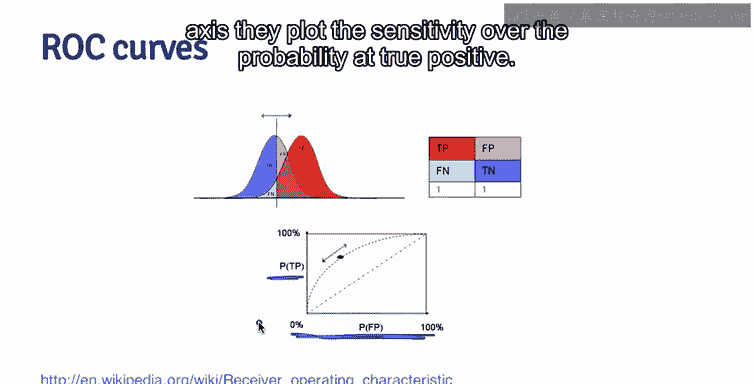 axis they plot the sensitivity over the
probability at true positive.
ROC curves
TP FP
FN TN
1 1
100%
P(TP)
0% P(FP) 100%
http://en.wikipedia.org/wiki/Receiver_operating_characteristic